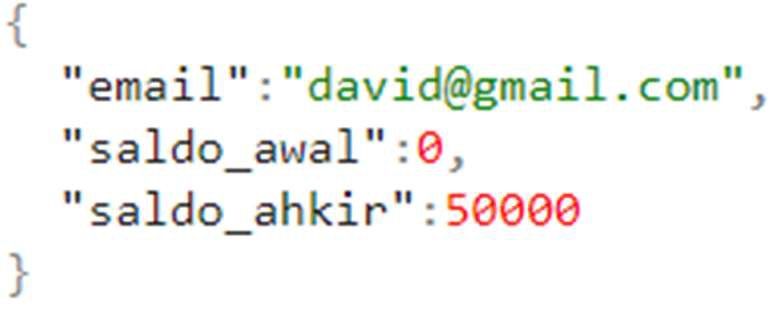 {
"email":"david@gmail.com",
"saldo_awal":0,
"saldo_ahkir":50000
}